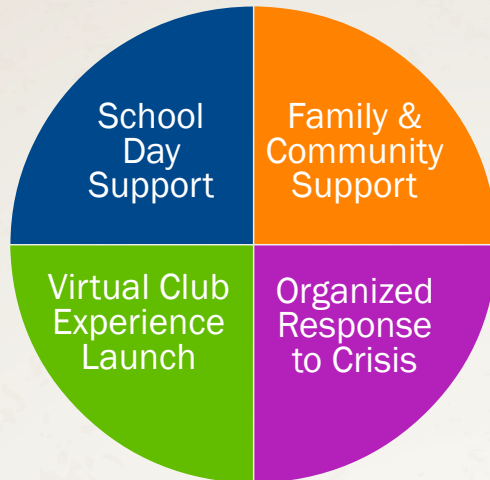 School
Day
Support
Family &
Community
Support
Virtual Club
Experience
Launch
Organized
Response
to Crisis